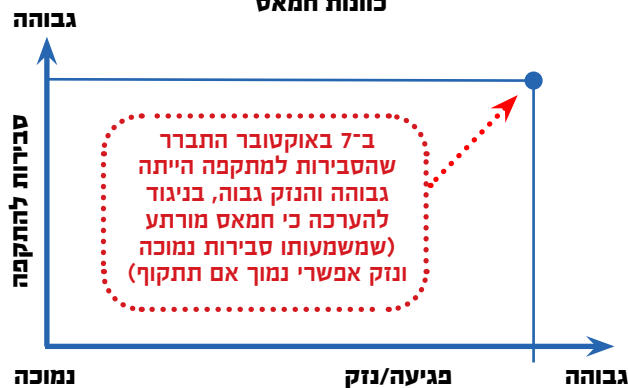 כוונות חמאס
גבוהה
סבירות להתקפה
ב־7 באוקטובר התברר
שהסבירות למתקפה הייתה
גבוהה והנזק גבוה, בניגוד
להערכה כי חמאס מורתע
(שמשמעותו סבירות נמוכה
ונזק אפשרי נמוך אם תתקוף)
נמוכה
פגיעה/נזק
גבוהה